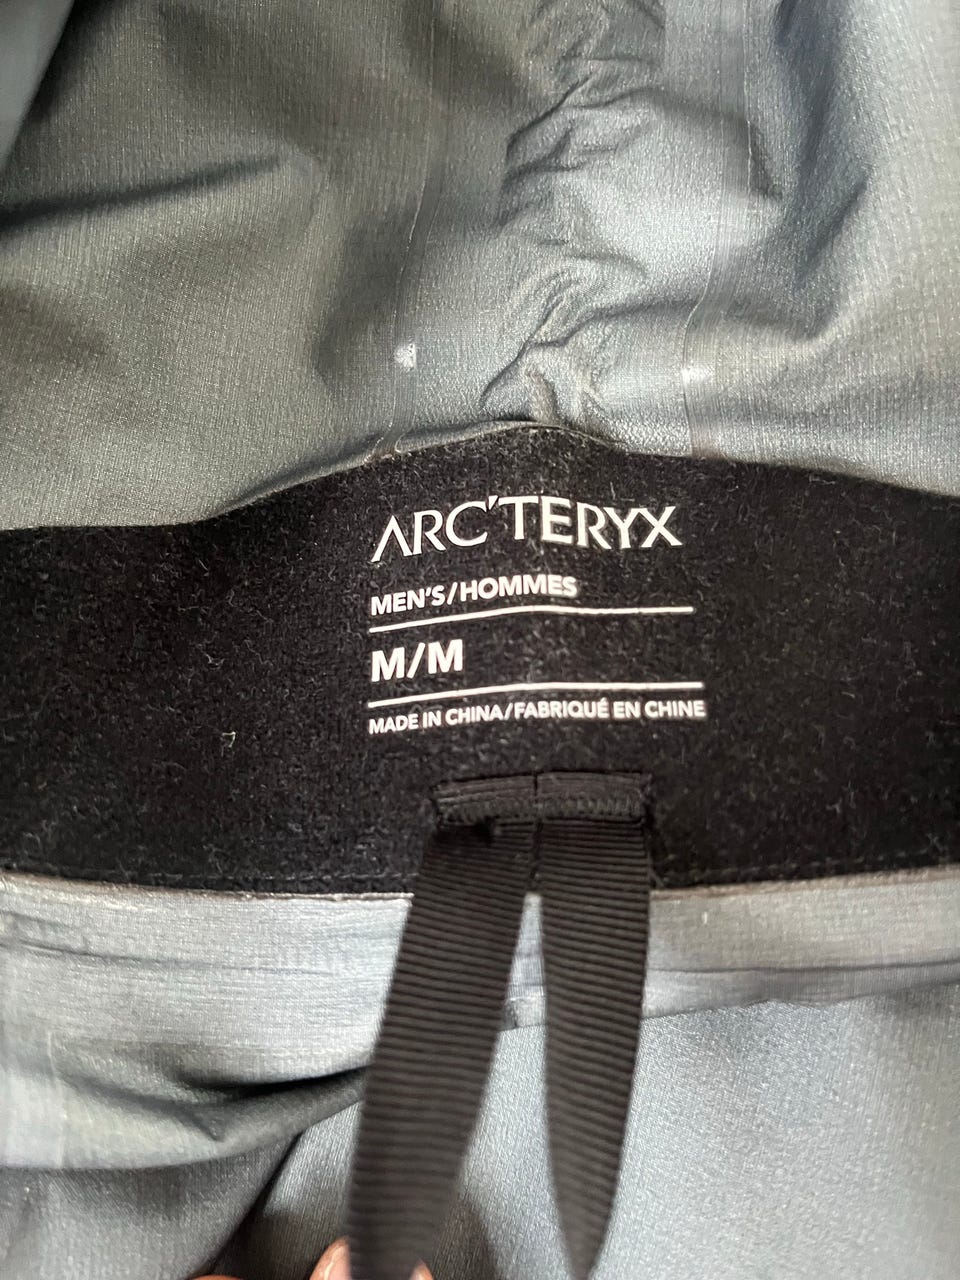 ARC'TERYX
MEN'S/HOMMES
M/M
MADE IN CHINA/FABRIQUÉ EN CHINE